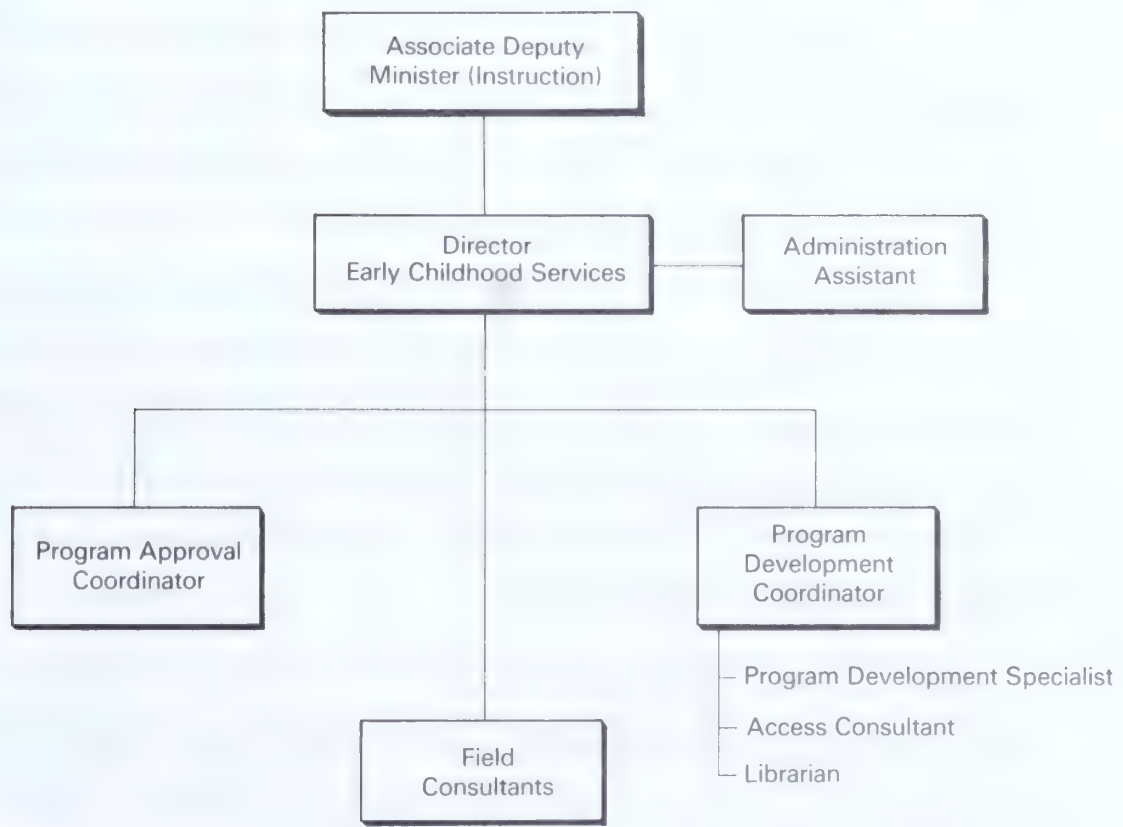 Associate Deputy
Minister (Instruction)
Director
Early Childhood Services
Administration
Assistant
Program Approval
Coordinator
Program
Development
Coordinator
Program Development Specialist
Access Consultant
Librarian
Field
Consultants